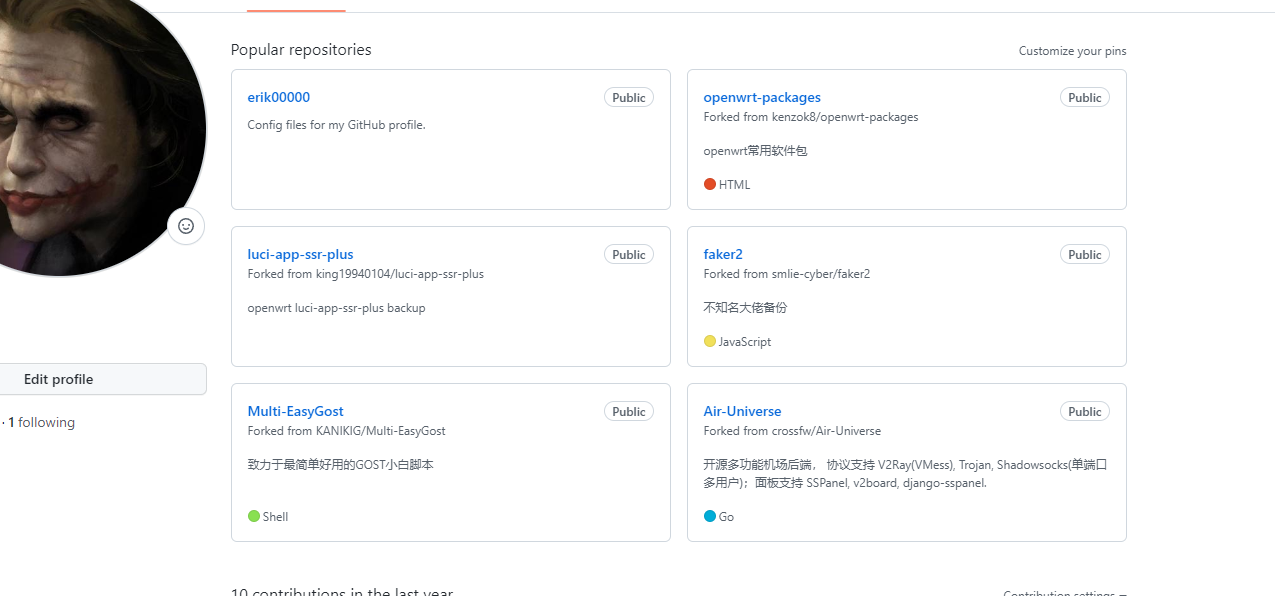 Popular repositories
Customize your pins
erik00000
Public
Config files for my GitHub profile.
openwrt-packages
Public
Forked from kenzok8/openwrt-packages
openwrt常用软件包
HTML
luci-app-ssr-plus
Public
Forked from king19940104/luci-app-ssr-plus
openwrt luci-app-ssr-plus backup
faker2
Public
Forked from smlie-cyber/faker2
不知名大佬备份
JavaScript
Edit profile
· 1 following
Multi-EasyGost
Public
Forked from KANIKIG/Multi-EasyGost
致力于最简单好用的GOST小白脚本
Shell
Air-Universe
Public
Forked from crossfw/Air-Universe
开源多功能机场后端， 协议支持 V2Ray(VMess), Trojan, Shadowsocks(单端口
多用户)；面板支持 SSPanel, v2board, django-sspanel.
Go
10 contributions in the last year
Contribution settings